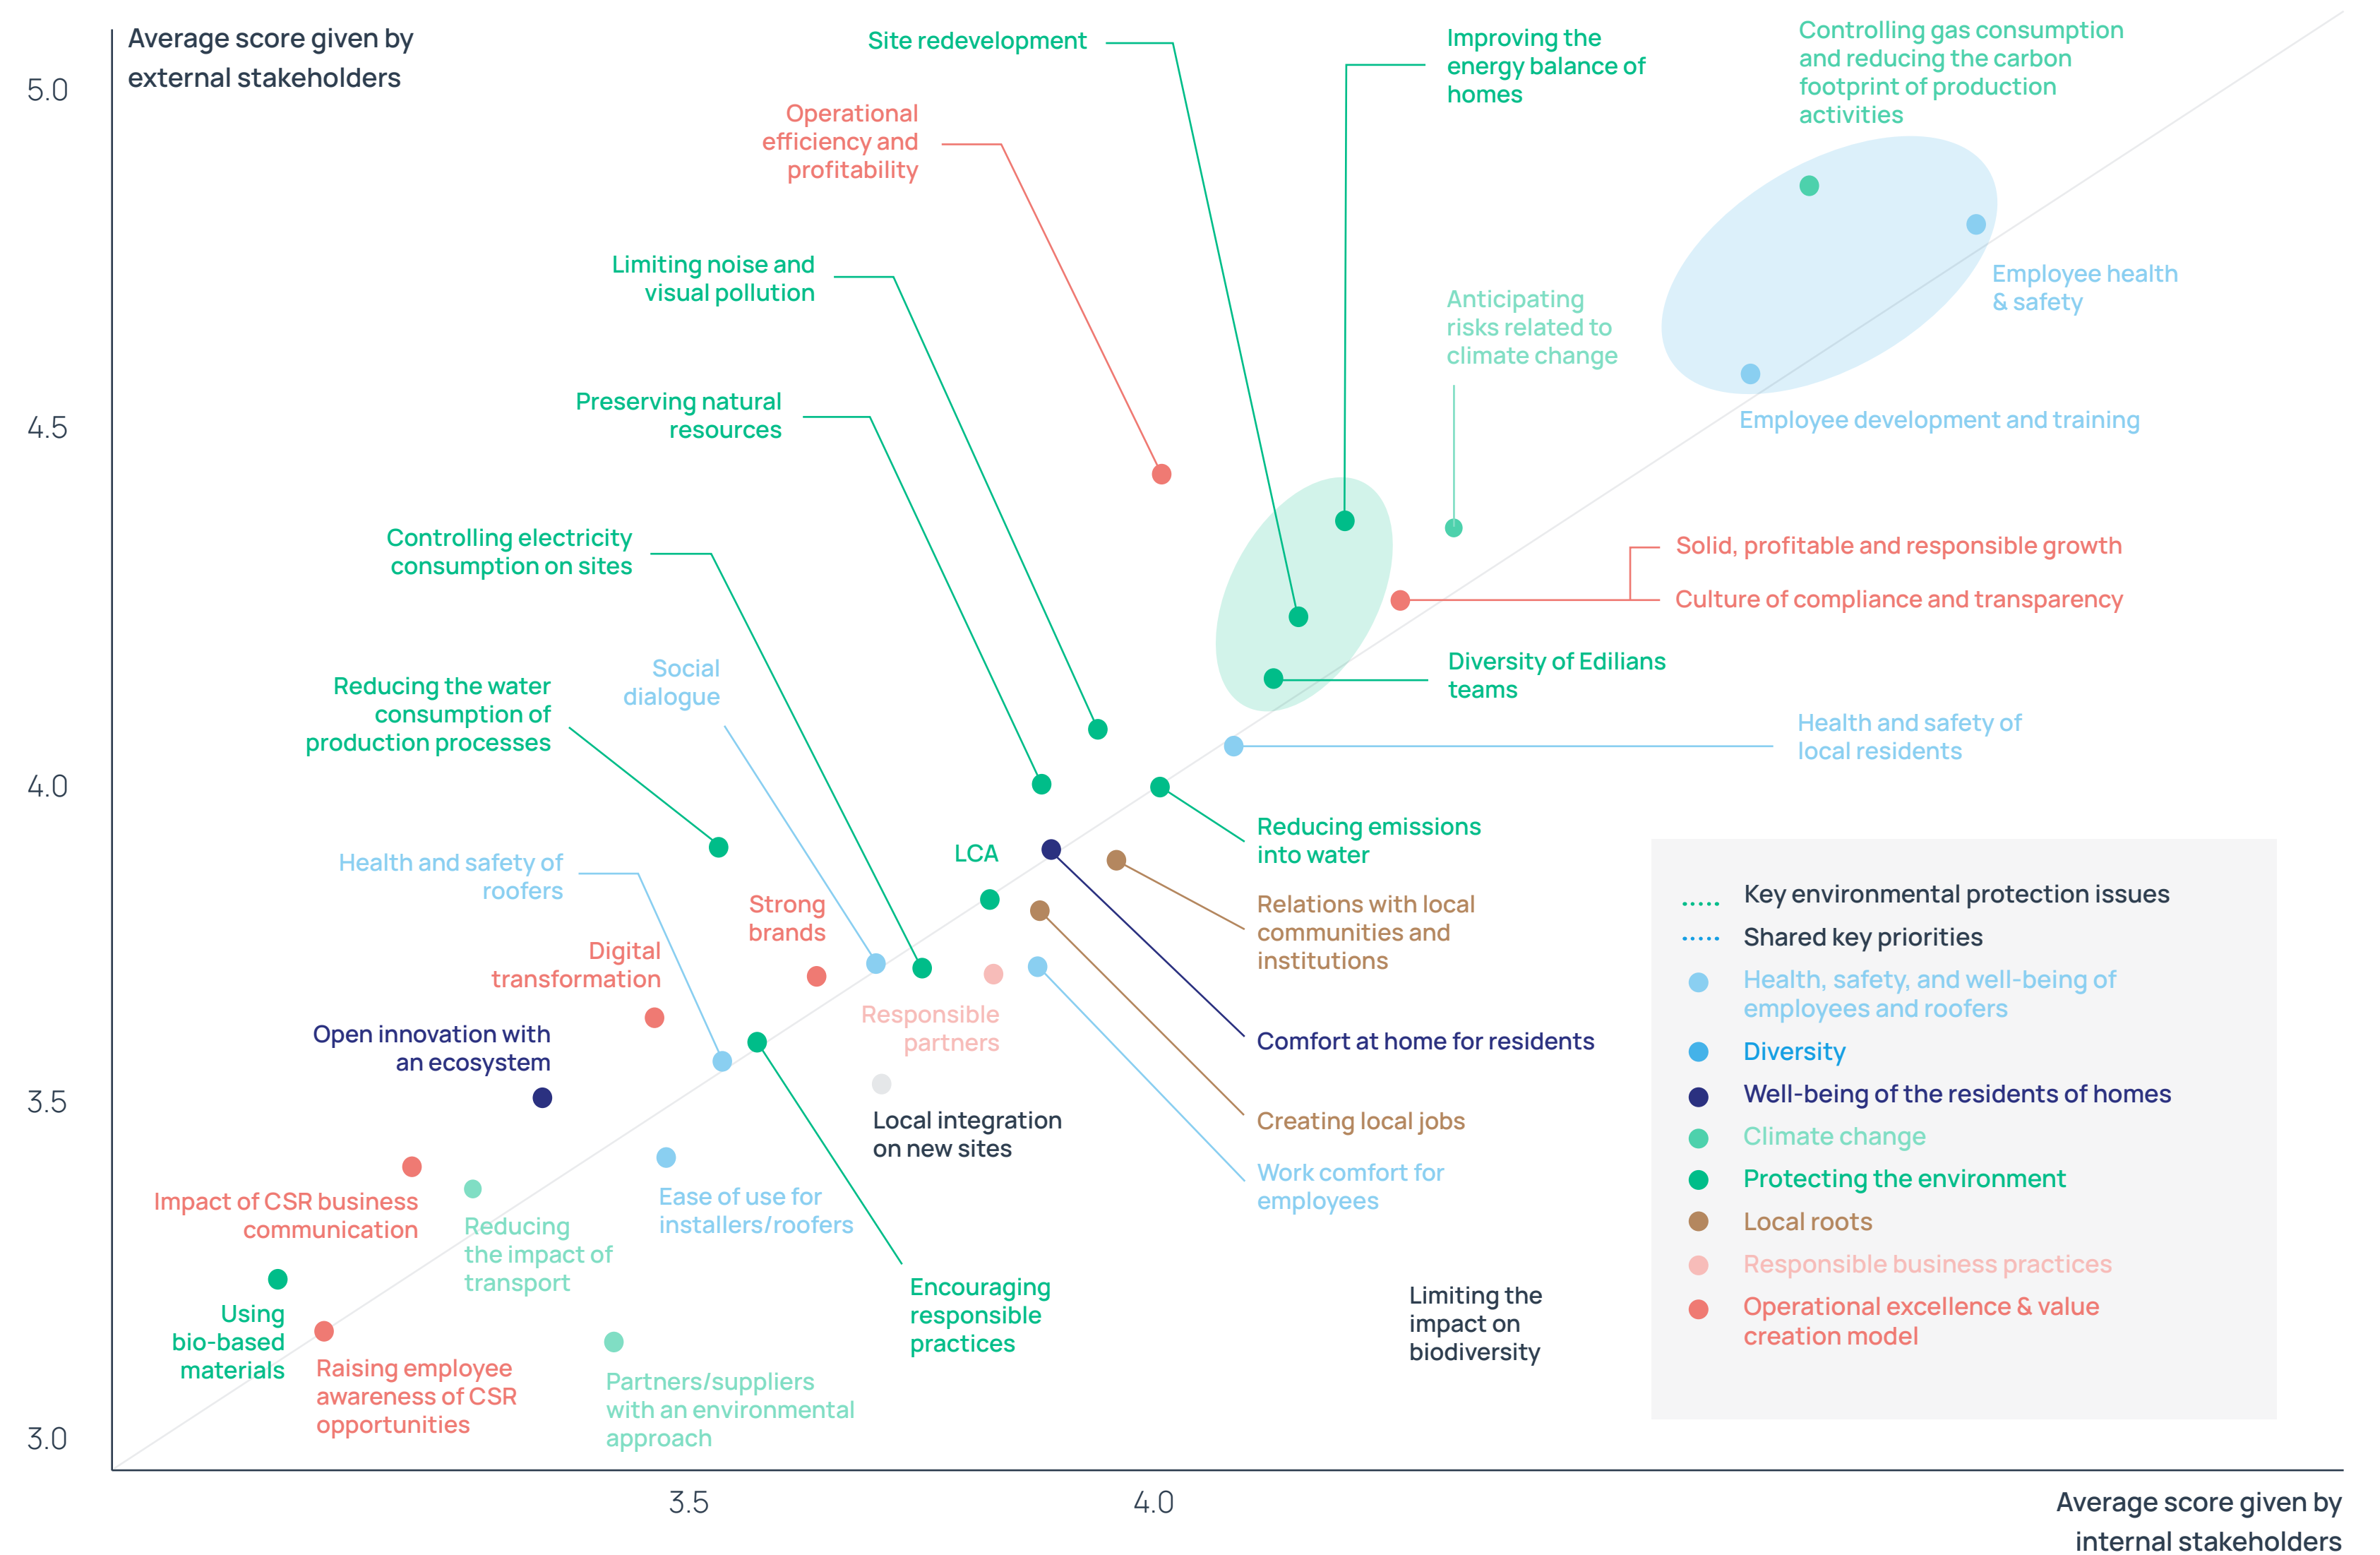 Average score given by
external stakeholders
5.0
4.5
4.0
3.5
3.0
Site redevelopment
Improving the
energy balance of
homes
Controlling gas consumption
and reducing the carbon
footprint of production
activities
Operational
efficiency and
profitability
Limiting noise and
visual pollution
Employee health
& safety
Anticipating
risks related to
climate change
Preserving natural
resources
Employee development and training
Controlling electricity
consumption on sites
Solid, profitable and responsible growth
Culture of compliance and transparency
Social
dialogue
Reducing the water
consumption of
production processes
Diversity of Edilians
teams
Health and safety of
local residents
Reducing emissions
into water
LCA
Health and safety of
roofers
Strong
brands
Relations with local
communities and
institutions
Digital
transformation
Responsible
partners
Open innovation with
an ecosystem
Comfort at home for residents
Local integration
on new sites
Creating local jobs
Work comfort for
employees
Impact of CSR business
communication
Ease of use for
installers/roofers
Reducing
the impact of
transport
Encouraging
responsible
practices
Limiting the
impact on
biodiversity
Using
bio-based
materials
Raising employee
awareness of CSR
opportunities
Partners/suppliers
with an environmental
approach
Key environmental protection issues
Shared key priorities
Health, safety, and well-being of
employees and roofers
Diversity
Well-being of the residents of homes
Climate change
Protecting the environment
Local roots
Responsible business practices
Operational excellence & value
creation model
3.5
4.0
Average score given by
internal stakeholders